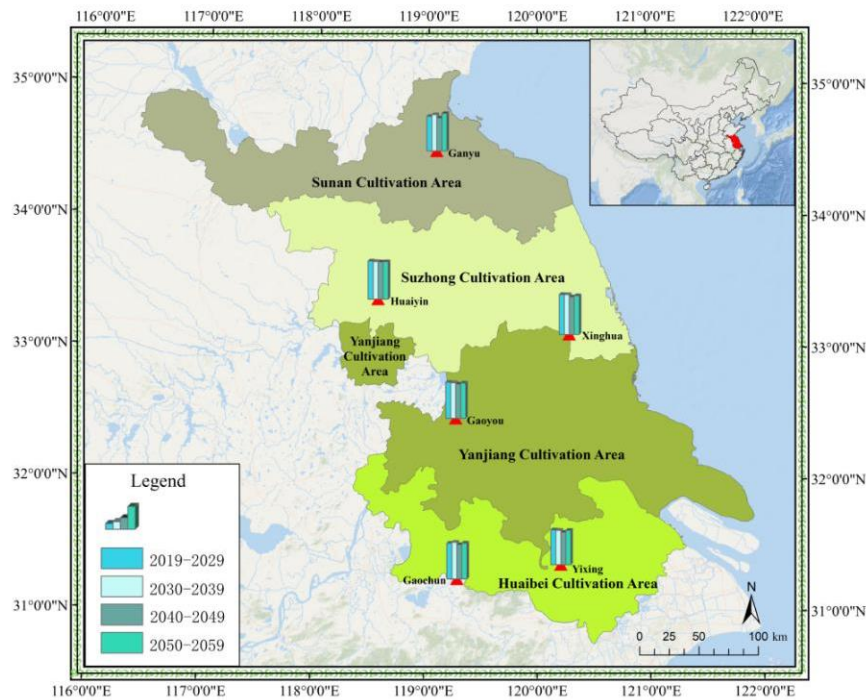 116°0'0"E 117°0'0"E 118°0'0"E 119°0'0"E 120°0'0"E 121°0'0"E 122°0'0"E
35°0'0"N
35°0'0"N
Ganyu
Sunan Cultivation Area
34°0'0"N
34°0'0"N
Suzhong Cultivation Area
Huaiyin
Xinghua
33°0'0"N
33°0'0"N
Yanjiang
Cultivation
Area
Gaoyou
Yanjiang Cultivation Area
32°0'0"N
32°0'0"N
Legend
2019-2029
2030-2039
2040-2049
2050-2059
Gaochun
Yixing
Huaibei Cultivation Area
31°0'0"N
31°0'0"N
N
0 25 50 100 km
116°0'0"E 117°0'0"E 118°0'0"E 119°0'0"E 120°0'0"E 121°0'0"E 122°0'0"E